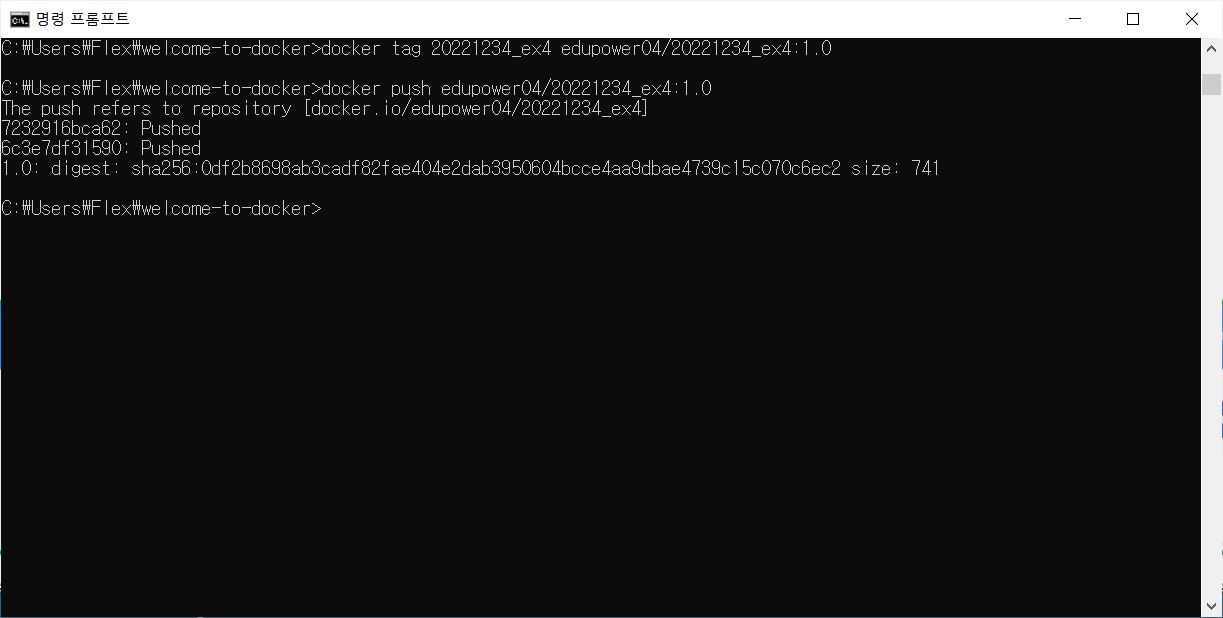 명령 프롬프트
C:₩Users₩Flex₩welcome-to-docker>docker tag 20221234_ex4 edupower04/20221234_ex4:1.0
C:₩Users₩Flex₩welcome-to-docker>docker push edupower04/20221234_ex4:1.0
The push refers to repository [docker.io/edupower04/20221234_ex4]
7232916bca62: Pushed
6c3e7df31590: Pushed
1.0: digest: sha256:0df2b8698ab3cadf82fae404e2dab3950604bcce4aa9dbae4739c15c070c6ec2 size: 741
C:₩Users₩Flex₩welcome-to-docker>